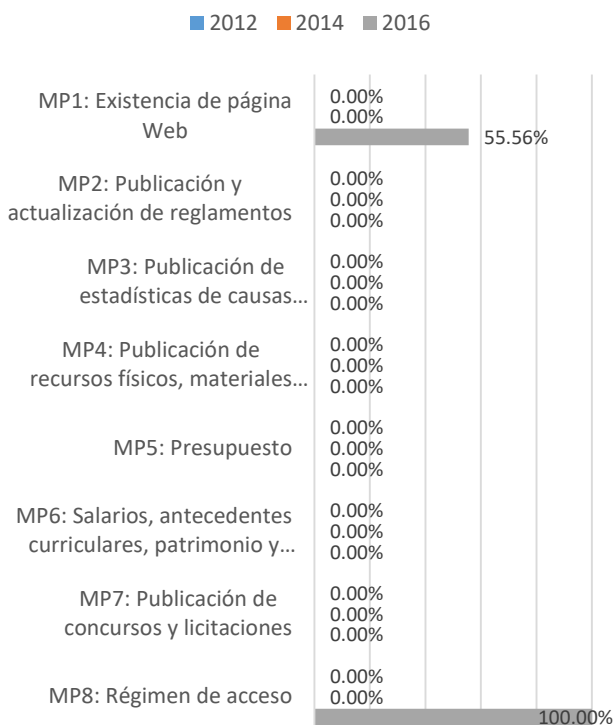 2012 2014 2016
MP1: Existencia de página
Web
0.00%
0.00%
55.56%
MP2: Publicación y
actualización de reglamentos
0.00%
0.00%
0.00%
MP3: Publicación de
estadísticas de causas...
0.00%
0.00%
0.00%
MP4: Publicación de
recursos físicos, materiales...
0.00%
0.00%
0.00%
MP5: Presupuesto
0.00%
0.00%
0.00%
MP6: Salarios, antecedentes
curriculares, patrimonio y...
0.00%
0.00%
0.00%
MP7: Publicación de
concursos y licitaciones
0.00%
0.00%
0.00%
MP8: Régimen de acceso
0.00%
0.00%
100.00%